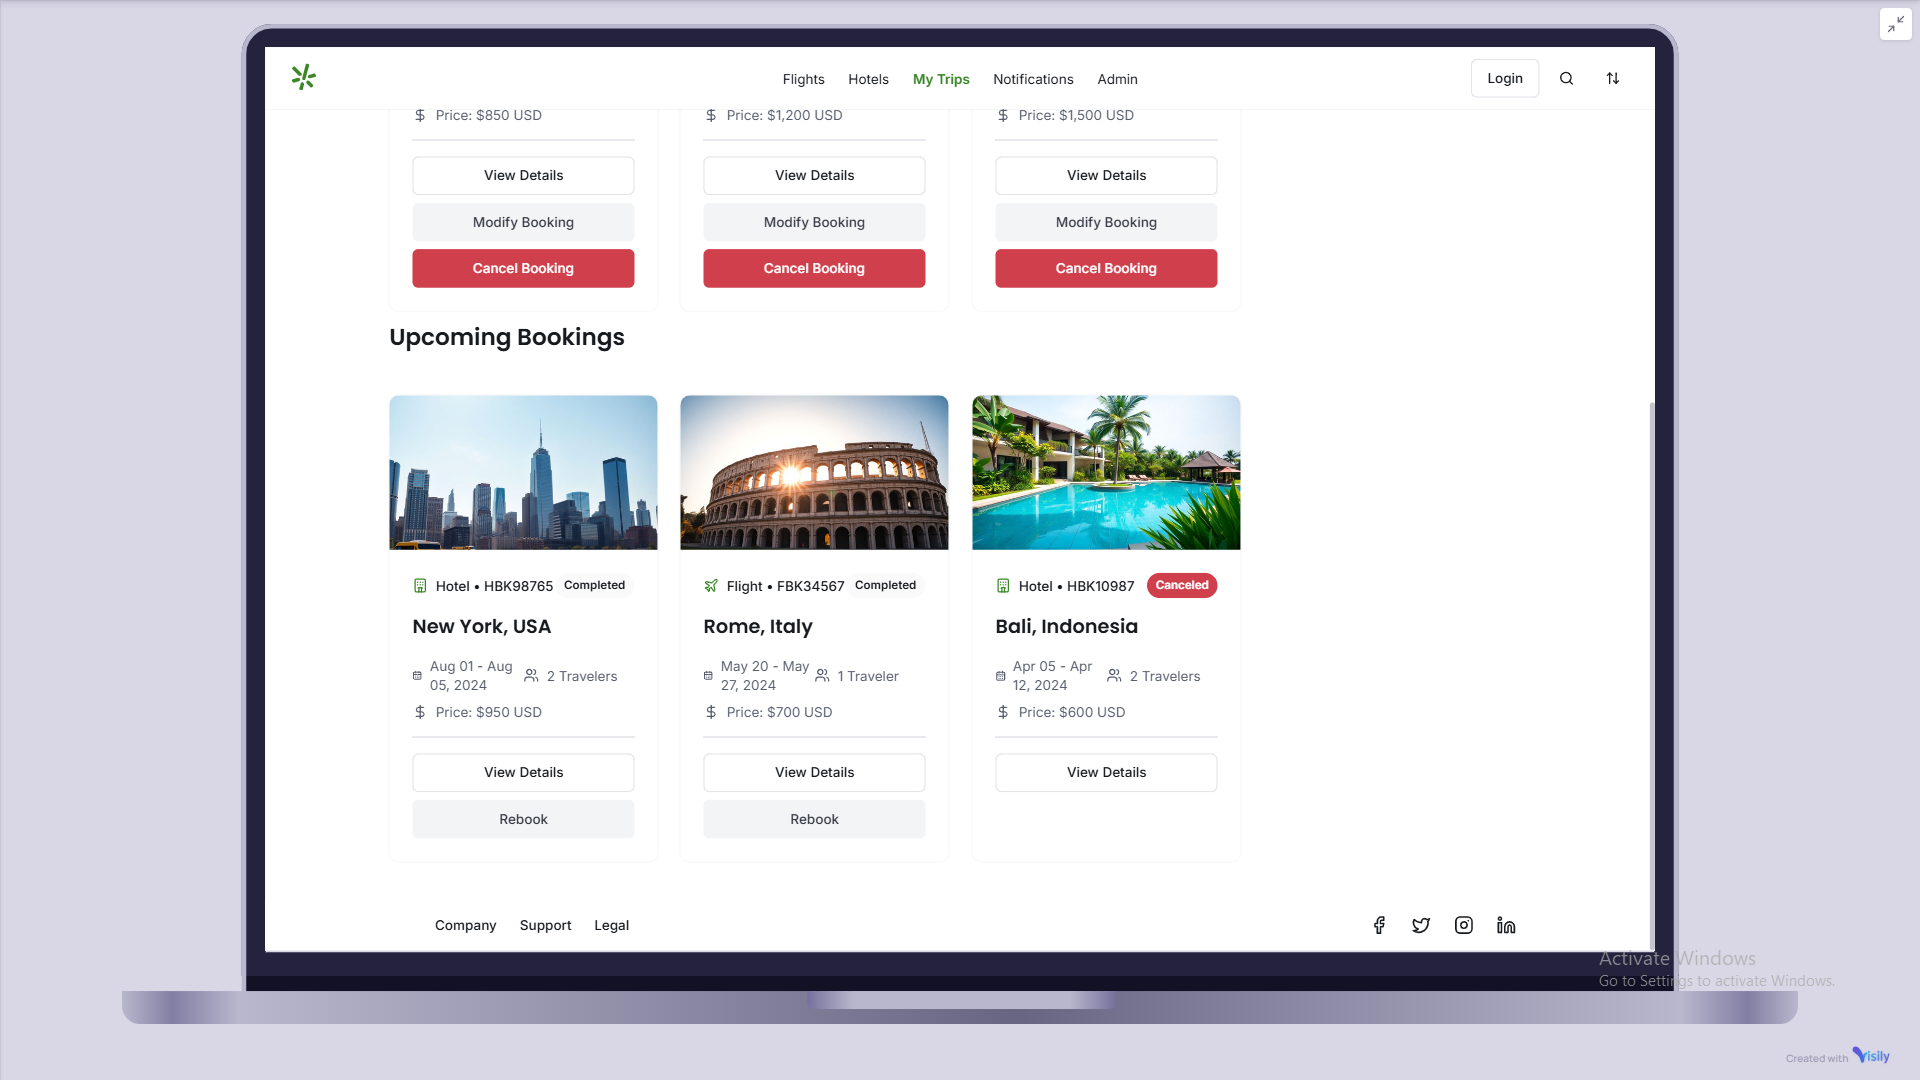 Flights Hotels My Trips Notifications Admin Login
Price: $850 USD Price: $1,200 USD Price: $1,500 USD
View Details View Details View Details
Modify Booking Modify Booking Modify Booking
Cancel Booking Cancel Booking Cancel Booking
Upcoming Bookings
Hotel • HBK98765 Completed
New York, USA
Aug 01 - Aug
05, 2024
2 Travelers
Price: $950 USD
View Details
Rebook
Flight • FBK34567 Completed
Rome, Italy
May 20 - May
27, 2024
1 Traveler
Price: $700 USD
View Details
Rebook
Hotel • HBK10987 Canceled
Bali, Indonesia
Apr 05 - Apr
12, 2024
2 Travelers
Price: $600 USD
View Details
Company Support Legal
Activate Windows
Go to Settings to activate Windows.
Created with Visily